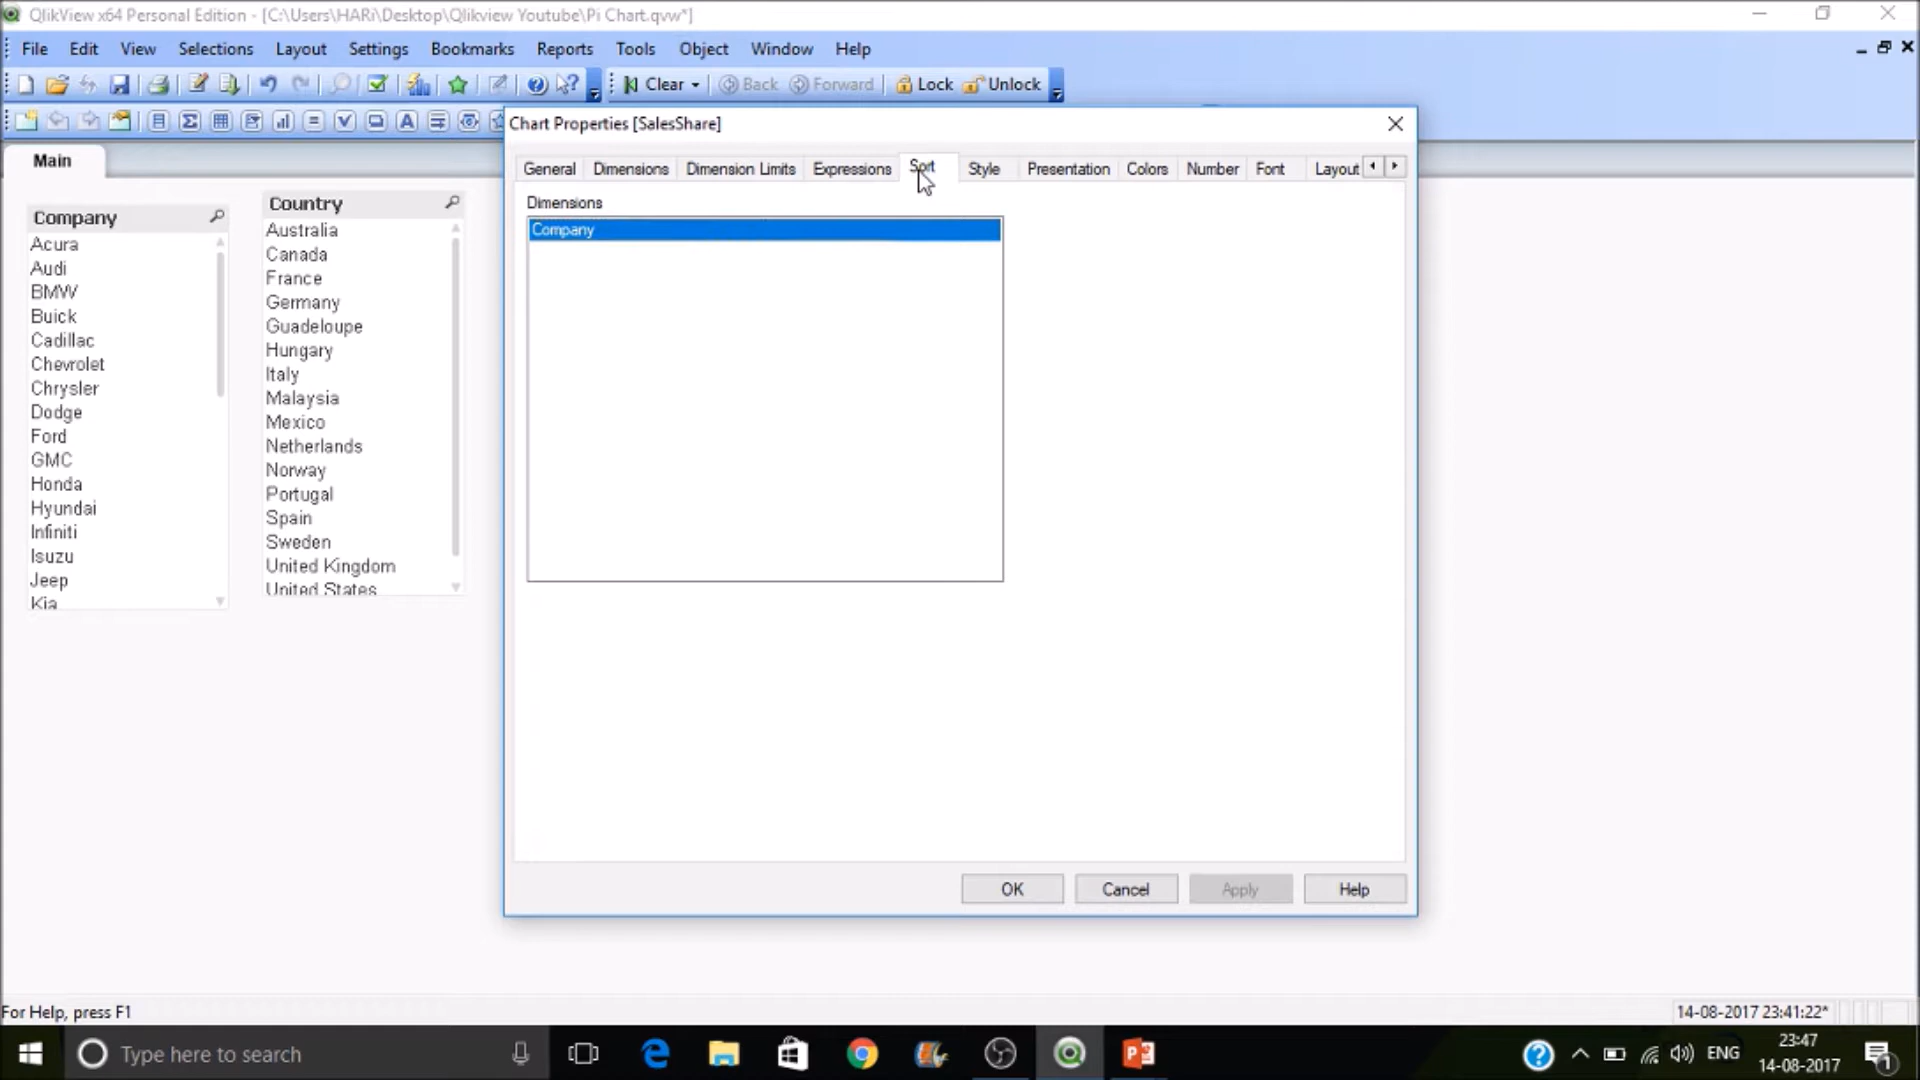 QlikView x64 Personal Edition - [C:\Users\HARi\Desktop\Qlikview Youtube\Pi Chart.qvw*]
File Edit View Selections Layout Settings Bookmarks Reports Tools Object Window Help
Clear Back Forward Lock Unlock
Main
Company
Acura
Audi
BMW
Buick
Cadillac
Chevrolet
Chrysler
Dodge
Ford
GMC
Honda
Hyundai
Infiniti
Isuzu
Jeep
Kia
Country
Australia
Canada
France
Germany
Guadeloupe
Hungary
Italy
Malaysia
Mexico
Netherlands
Norway
Portugal
Spain
Sweden
United Kingdom
United States
Chart Properties [SalesShare]
General Dimensions Dimension Limits Expressions Sort Style Presentation Colors Number Font Layout
Dimensions
Company
OK Cancel Apply Help
For Help, press F1
14-08-2017 23:41:22*
Type here to search
ENG
23:47
14-08-2017
1